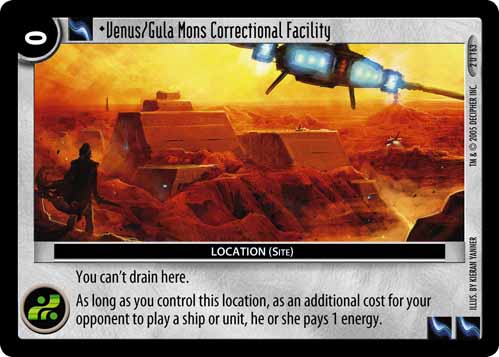 0
•Venus/Gula Mons Correctional Facility
2 U 163
TM & © 2005 DECIPHER INC.
LOCATION (SITE)
You can't drain here.
As long as you control this location, as an additional cost for your
opponent to play a ship or unit, he or she pays 1 energy.
ILLUS. BY KIERAN YANNER